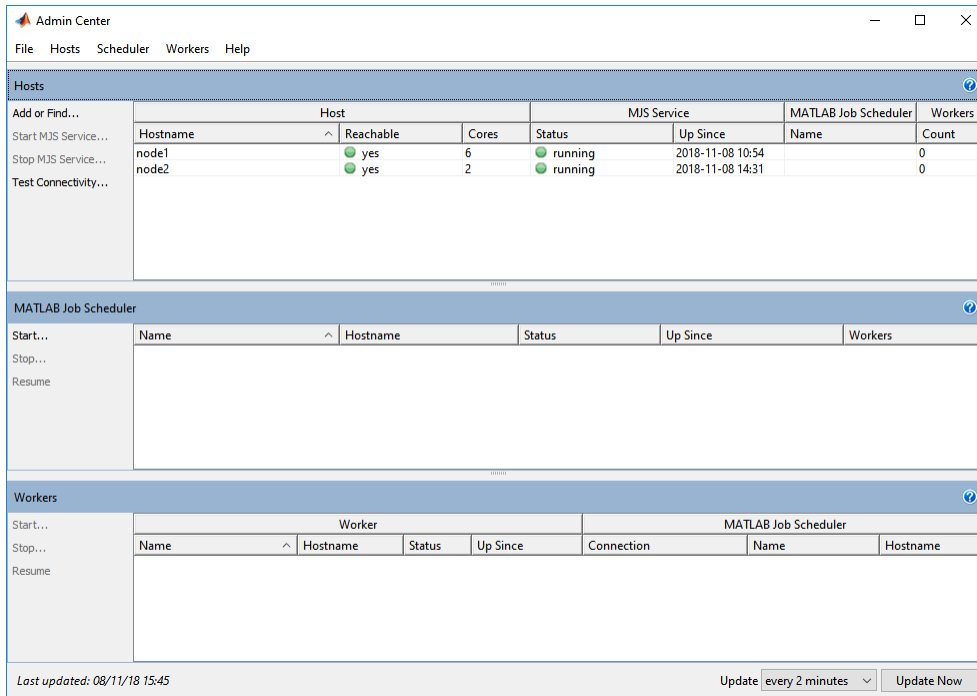 Admin Center
File Hosts Scheduler Workers Help
Hosts
Add or Find...
Start MJS Service...
Stop MJS Service...
Test Connectivity...
Host MJS Service MATLAB Job Scheduler Workers
Hostname Reachable Cores Status Up Since Name Count
node1 yes 6 running 2018-11-08 10:54 0
node2 yes 2 running 2018-11-08 14:31 0
MATLAB Job Scheduler
Start...
Stop...
Resume
Name Hostname Status Up Since Workers
Workers
Start...
Stop...
Resume
Worker MATLAB Job Scheduler
Name Hostname Status Up Since Connection Name Hostname
Last updated: 08/11/18 15:45 Update every 2 minutes Update Now